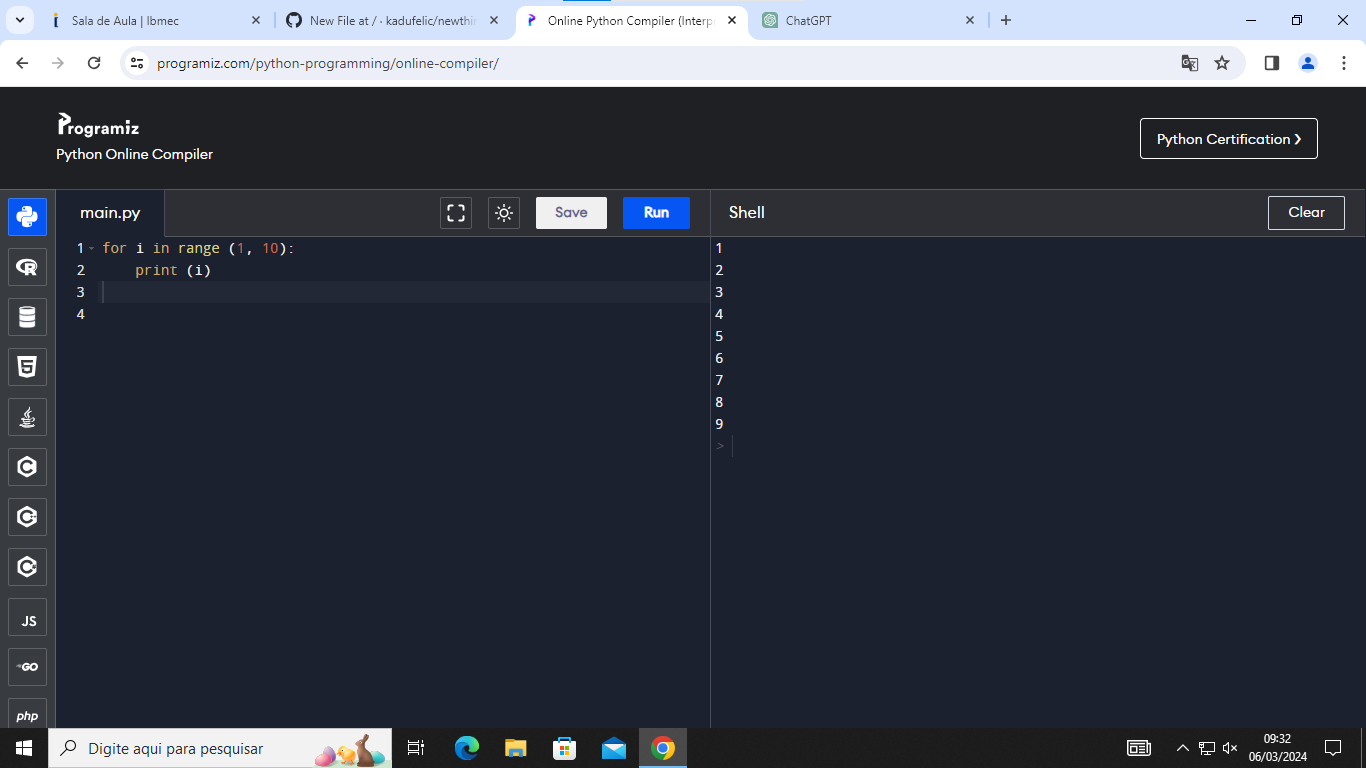 Sala de Aula | Ibmec
New File at / · kadufelic/newthin
Online Python Compiler (Interp
ChatGPT
programiz.com/python-programming/online-compiler/
Programiz
Python Online Compiler
Python Certification ❯
main.py
Save
Run
Shell
Clear
1 for i in range (1, 10):
2 print (i)
3
4
1
2
3
4
5
6
7
8
9
>
R
5
C
C
C
JS
GO
php
Digite aqui para pesquisar
09:32
06/03/2024